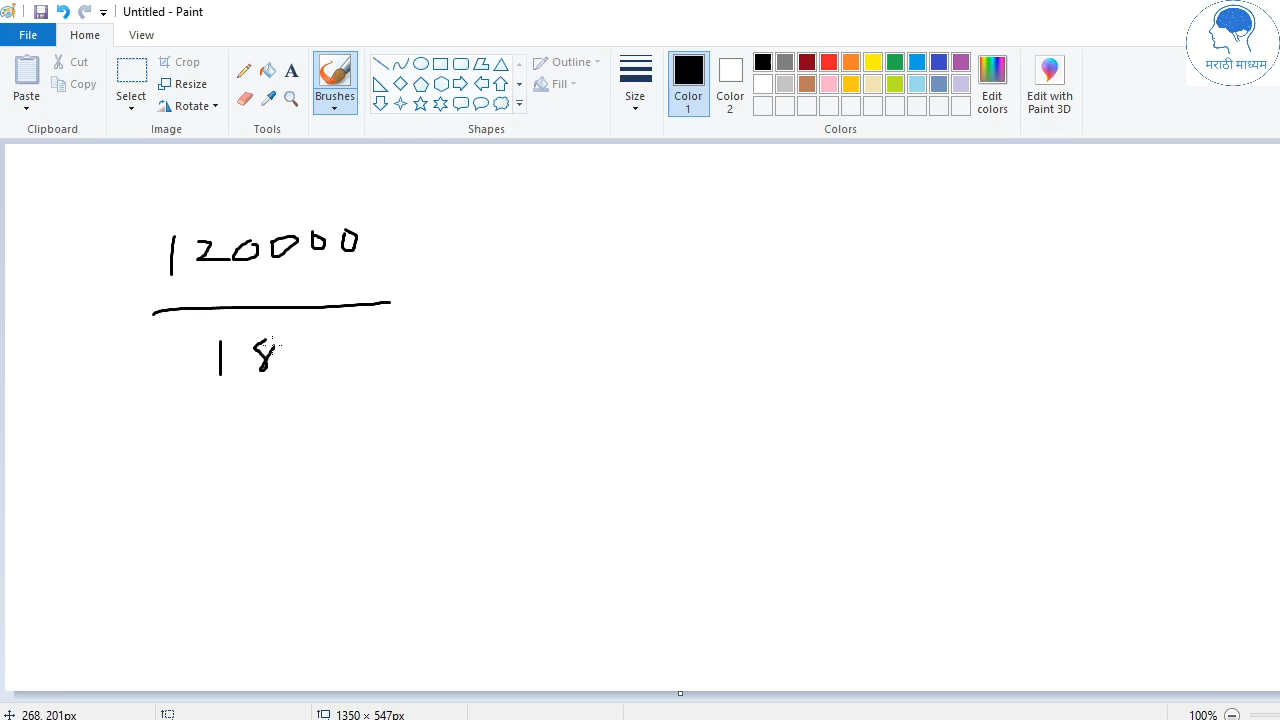 Untitled - Paint
File Home View
Paste Cut Copy Clipboard
Select Crop Resize Rotate Image
A Tools
Brushes
Outline Fill Shapes
Size
Color 1 Color 2 Edit colors Colors
Edit with Paint 3D
मराठी माध्यम
120000
18
268, 201px 1350 × 547px 100%